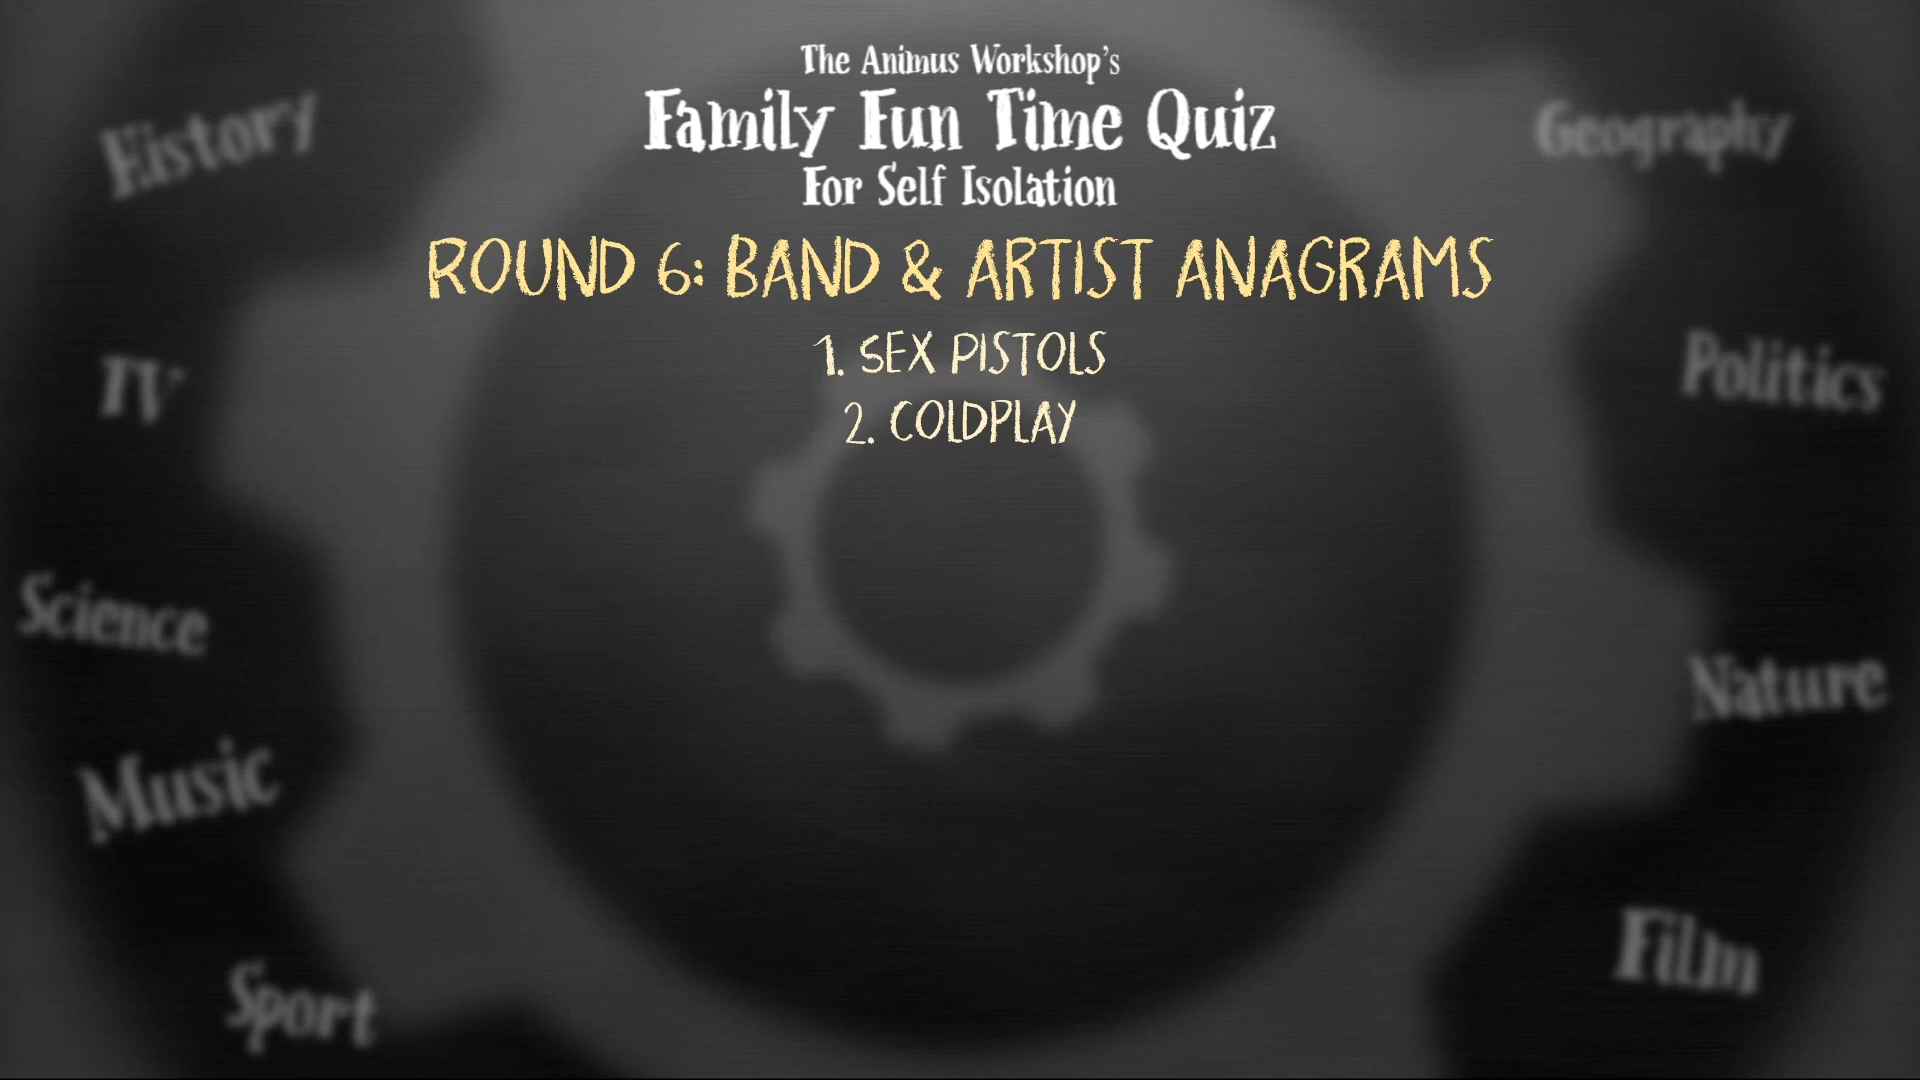 The Animus Workshop's
Family Fun Time Quiz
For Self Isolation
ROUND 6: BAND & ARTIST ANAGRAMS
1. SEX PISTOLS
2. COLDPLAY
History
Geography
TV
Politics
Science
Nature
Music
Film
Sport